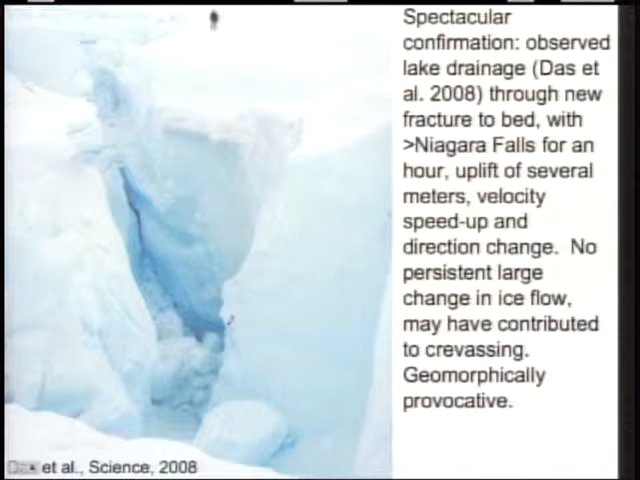 Spectacular
confirmation: observed
lake drainage (Das et
al. 2008) through new
fracture to bed, with
>Niagara Falls for an
hour, uplift of several
meters, velocity
speed-up and
direction change.  No
persistent large
change in ice flow,
may have contributed
to crevassing.
Geomorphically
provocative.
Das et al., Science, 2008